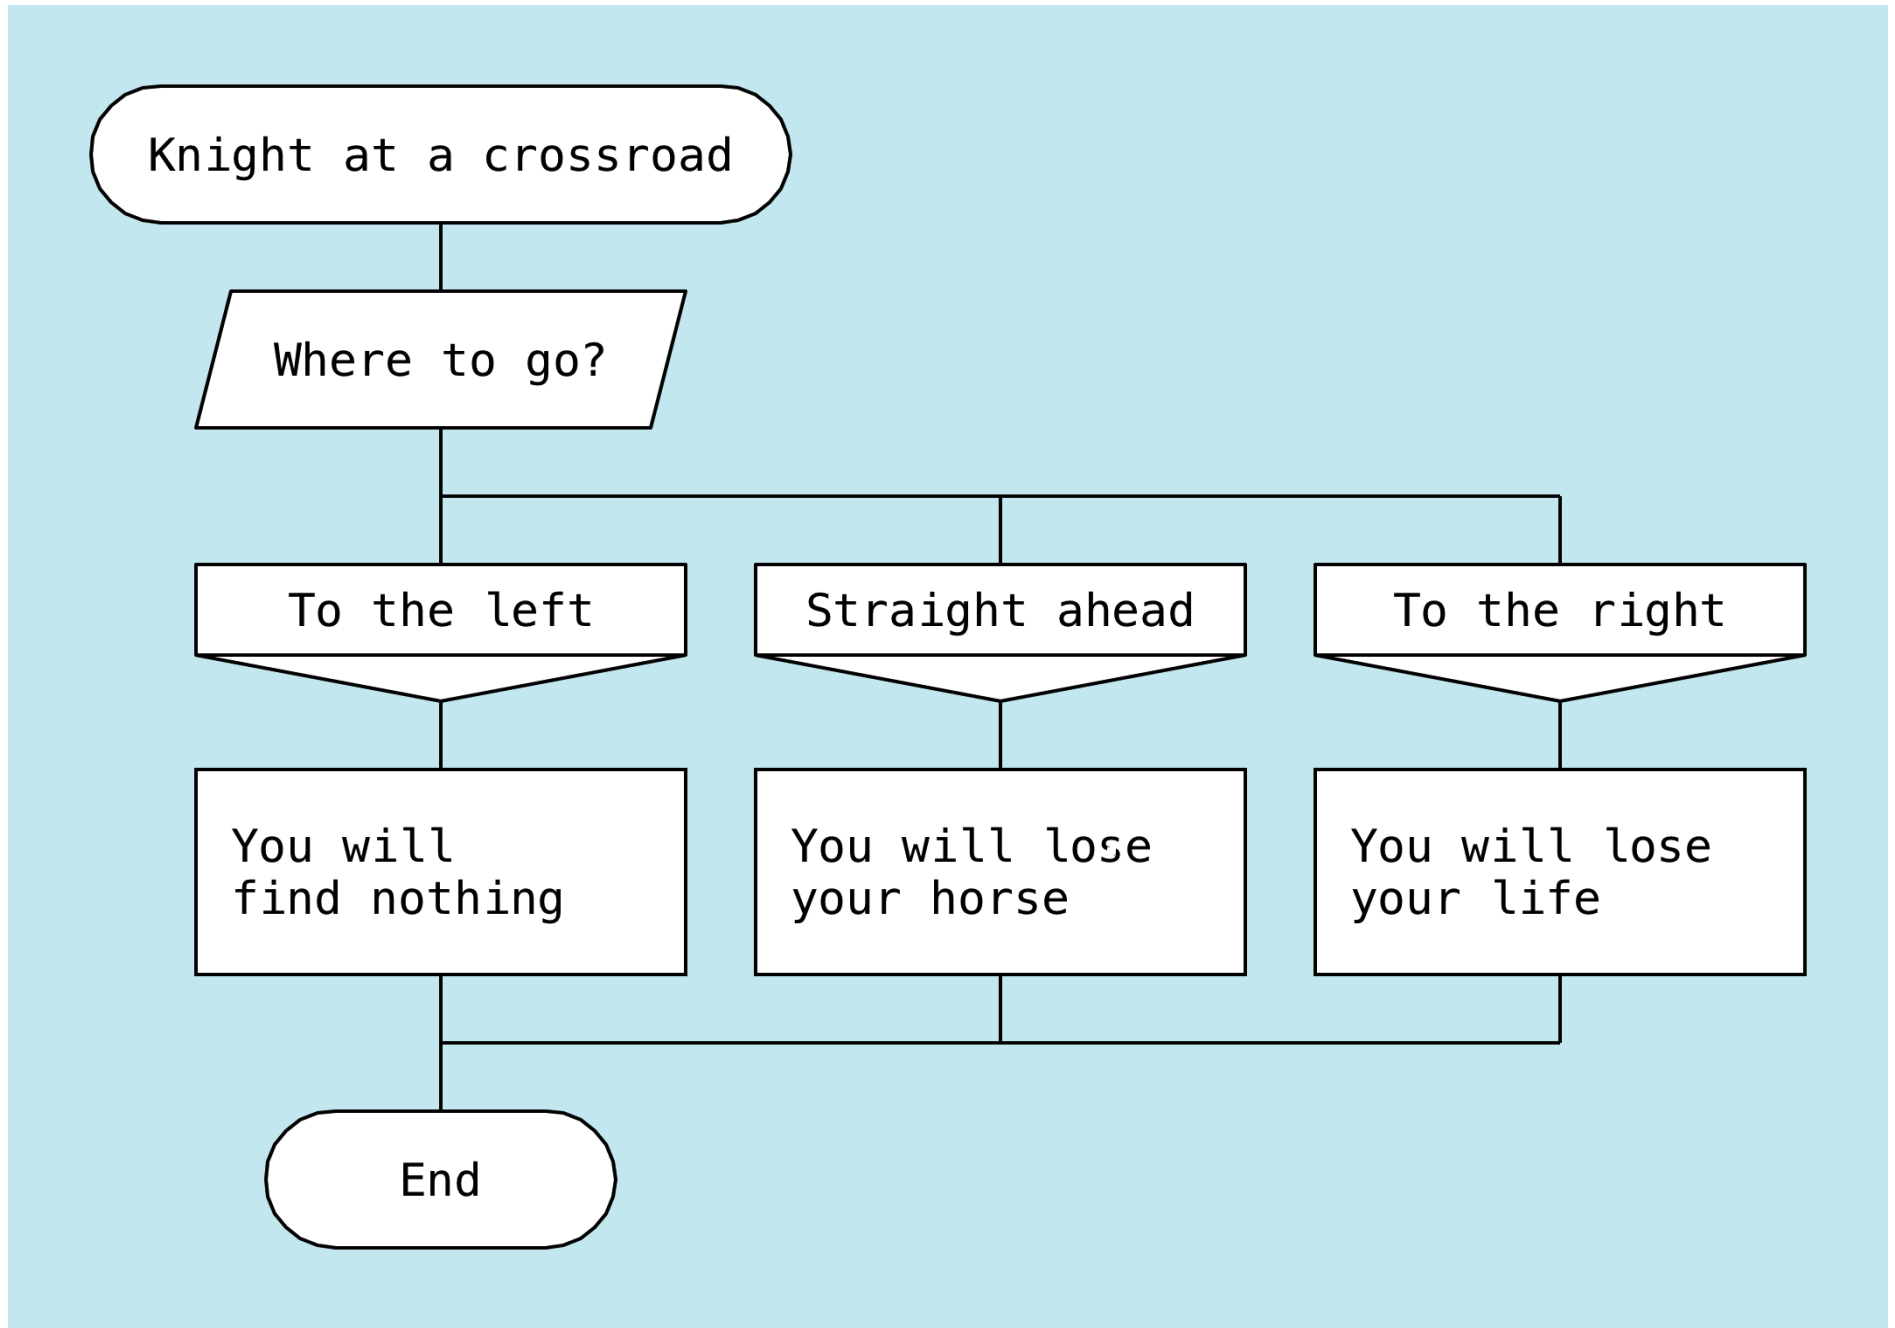 Knight at a crossroad
Where to go?
To the left
Straight ahead
To the right
You will
find nothing
You will lose
your horse
You will lose
your life
End